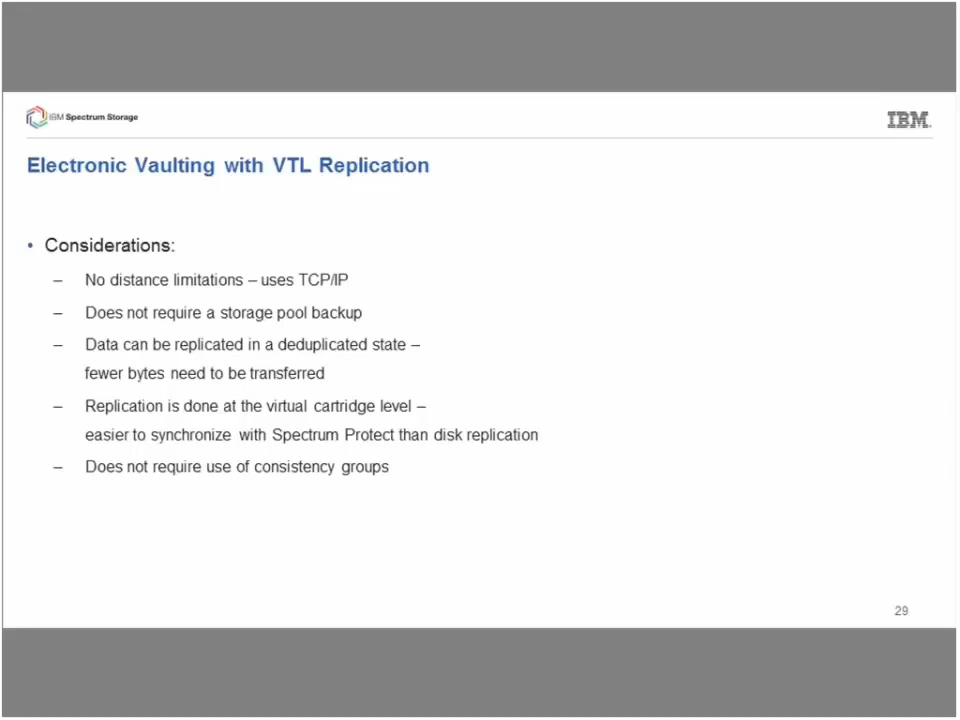 IBM Spectrum Storage
IBM
Electronic Vaulting with VTL Replication
• Considerations:
– No distance limitations – uses TCP/IP
– Does not require a storage pool backup
– Data can be replicated in a deduplicated state –
fewer bytes need to be transferred
– Replication is done at the virtual cartridge level –
easier to synchronize with Spectrum Protect than disk replication
– Does not require use of consistency groups
29